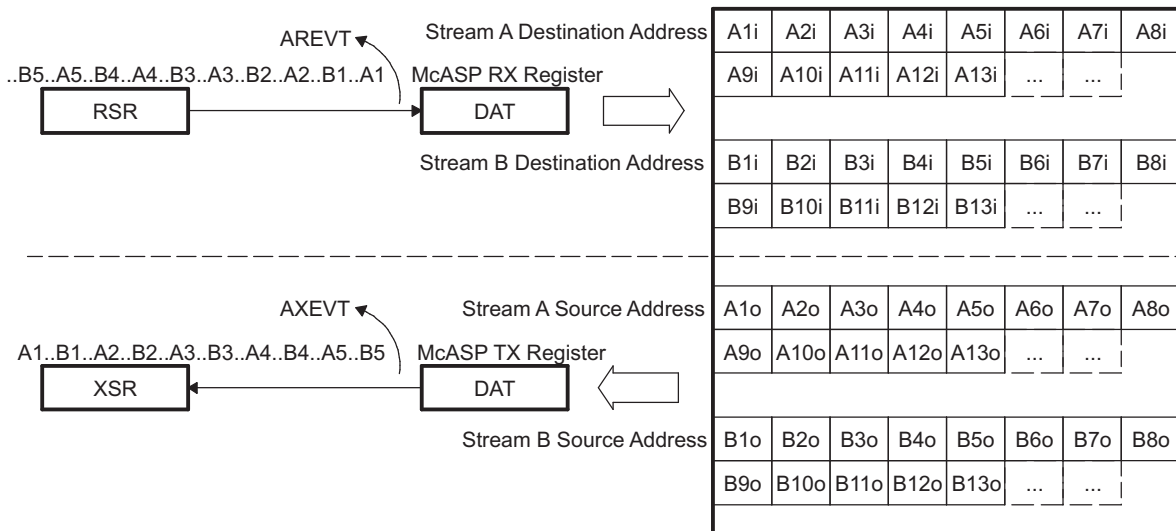 Stream A Destination Address
A1i A2i A3i A4i A5i A6i A7i A8i
AREVT
..B5..A5..B4..A4..B3..A3..B2..A2..B1..A1
McASP RX Register
A9i A10i A11i A12i A13i ... ...
RSR
DAT
Stream B Destination Address
B1i B2i B3i B4i B5i B6i B7i B8i
B9i B10i B11i B12i B13i ... ...
Stream A Source Address
A1o A2o A3o A4o A5o A6o A7o A8o
AXEVT
A1..B1..A2..B2..A3..B3..A4..B4..A5..B5
McASP TX Register
A9o A10o A11o A12o A13o ... ...
XSR
DAT
Stream B Source Address
B1o B2o B3o B4o B5o B6o B7o B8o
B9o B10o B11o B12o B13o ... ...